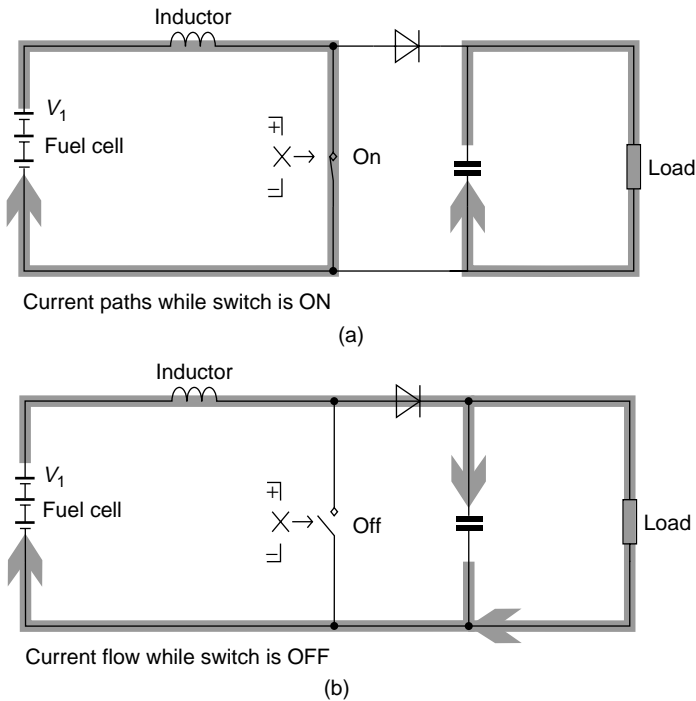 Inductor
V1
Fuel cell
+
X
On
−
Load
Current paths while switch is ON
(a)
Inductor
V1
Fuel cell
+
X
Off
−
Load
Current flow while switch is OFF
(b)